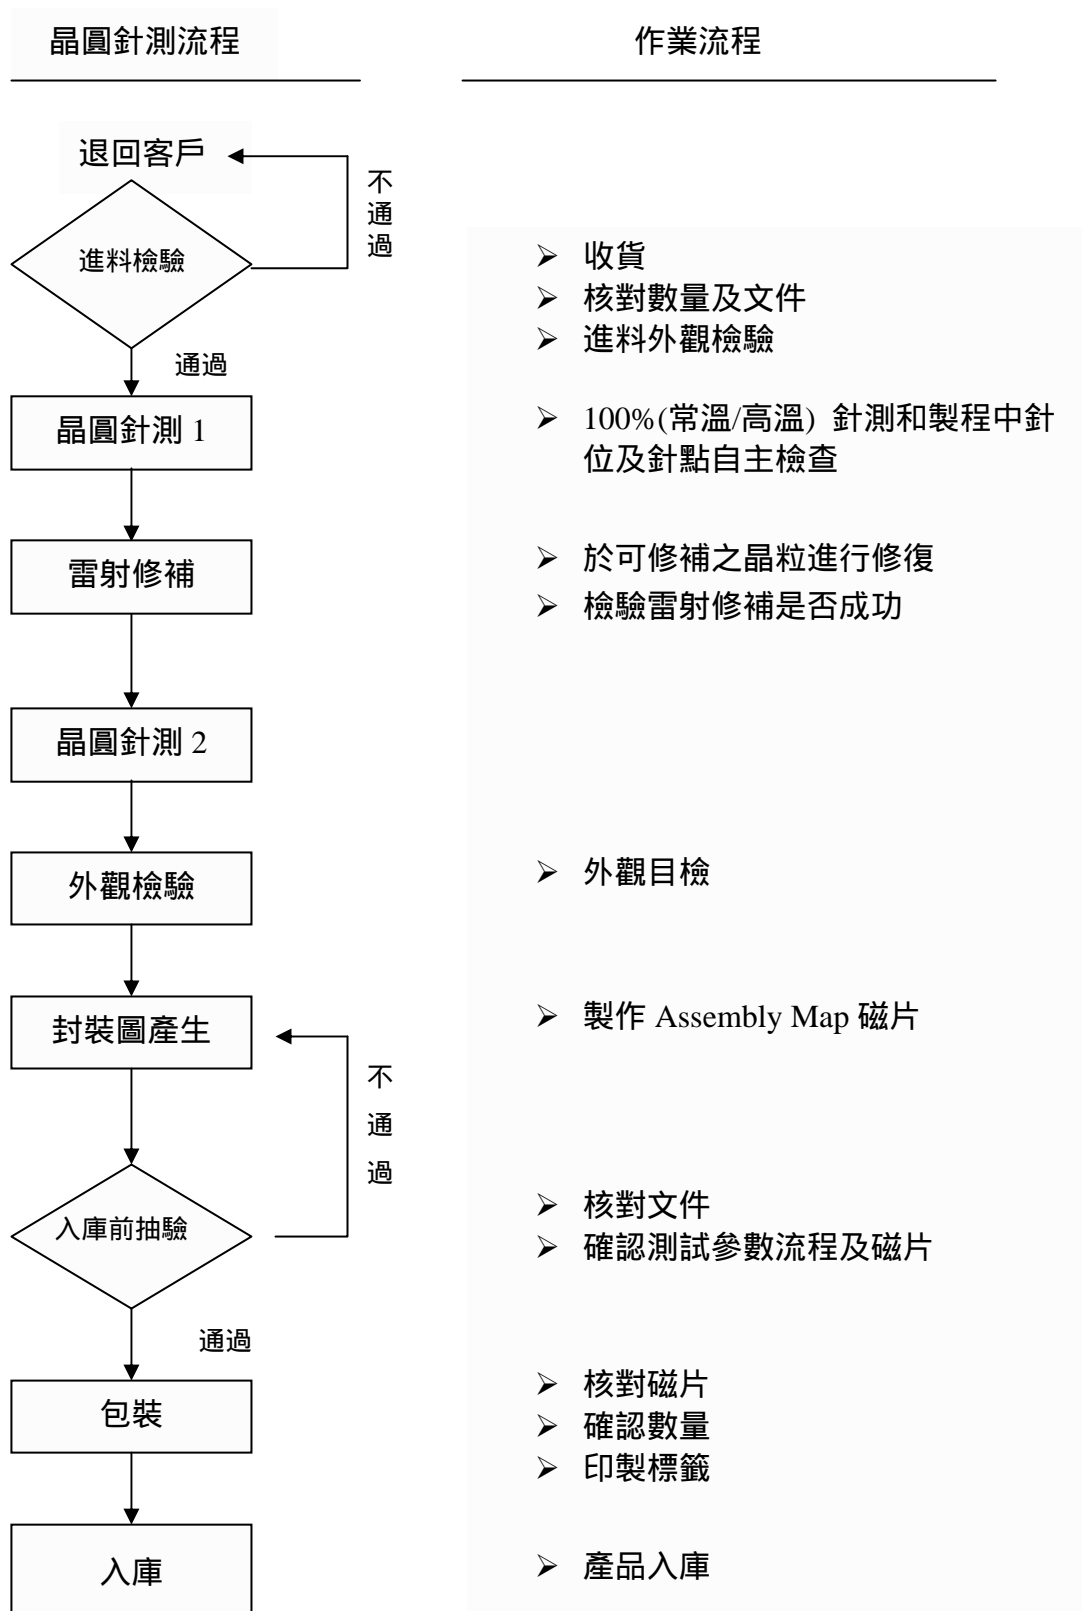 晶圓針測流程
作業流程
退回客戶
不
通
過
進料檢驗
➢ 收貨
➢ 核對數量及文件
➢ 進料外觀檢驗
通過
晶圓針測 1
➢ 100%(常溫/高溫) 針測和製程中針
位及針點自主檢查
雷射修補
➢ 於可修補之晶粒進行修復
➢ 檢驗雷射修補是否成功
晶圓針測 2
外觀檢驗
➢ 外觀目檢
封裝圖產生
➢ 製作 Assembly Map 磁片
不
通
過
入庫前抽驗
➢ 核對文件
➢ 確認測試參數流程及磁片
通過
包裝
➢ 核對磁片
➢ 確認數量
➢ 印製標籤
入庫
➢ 產品入庫